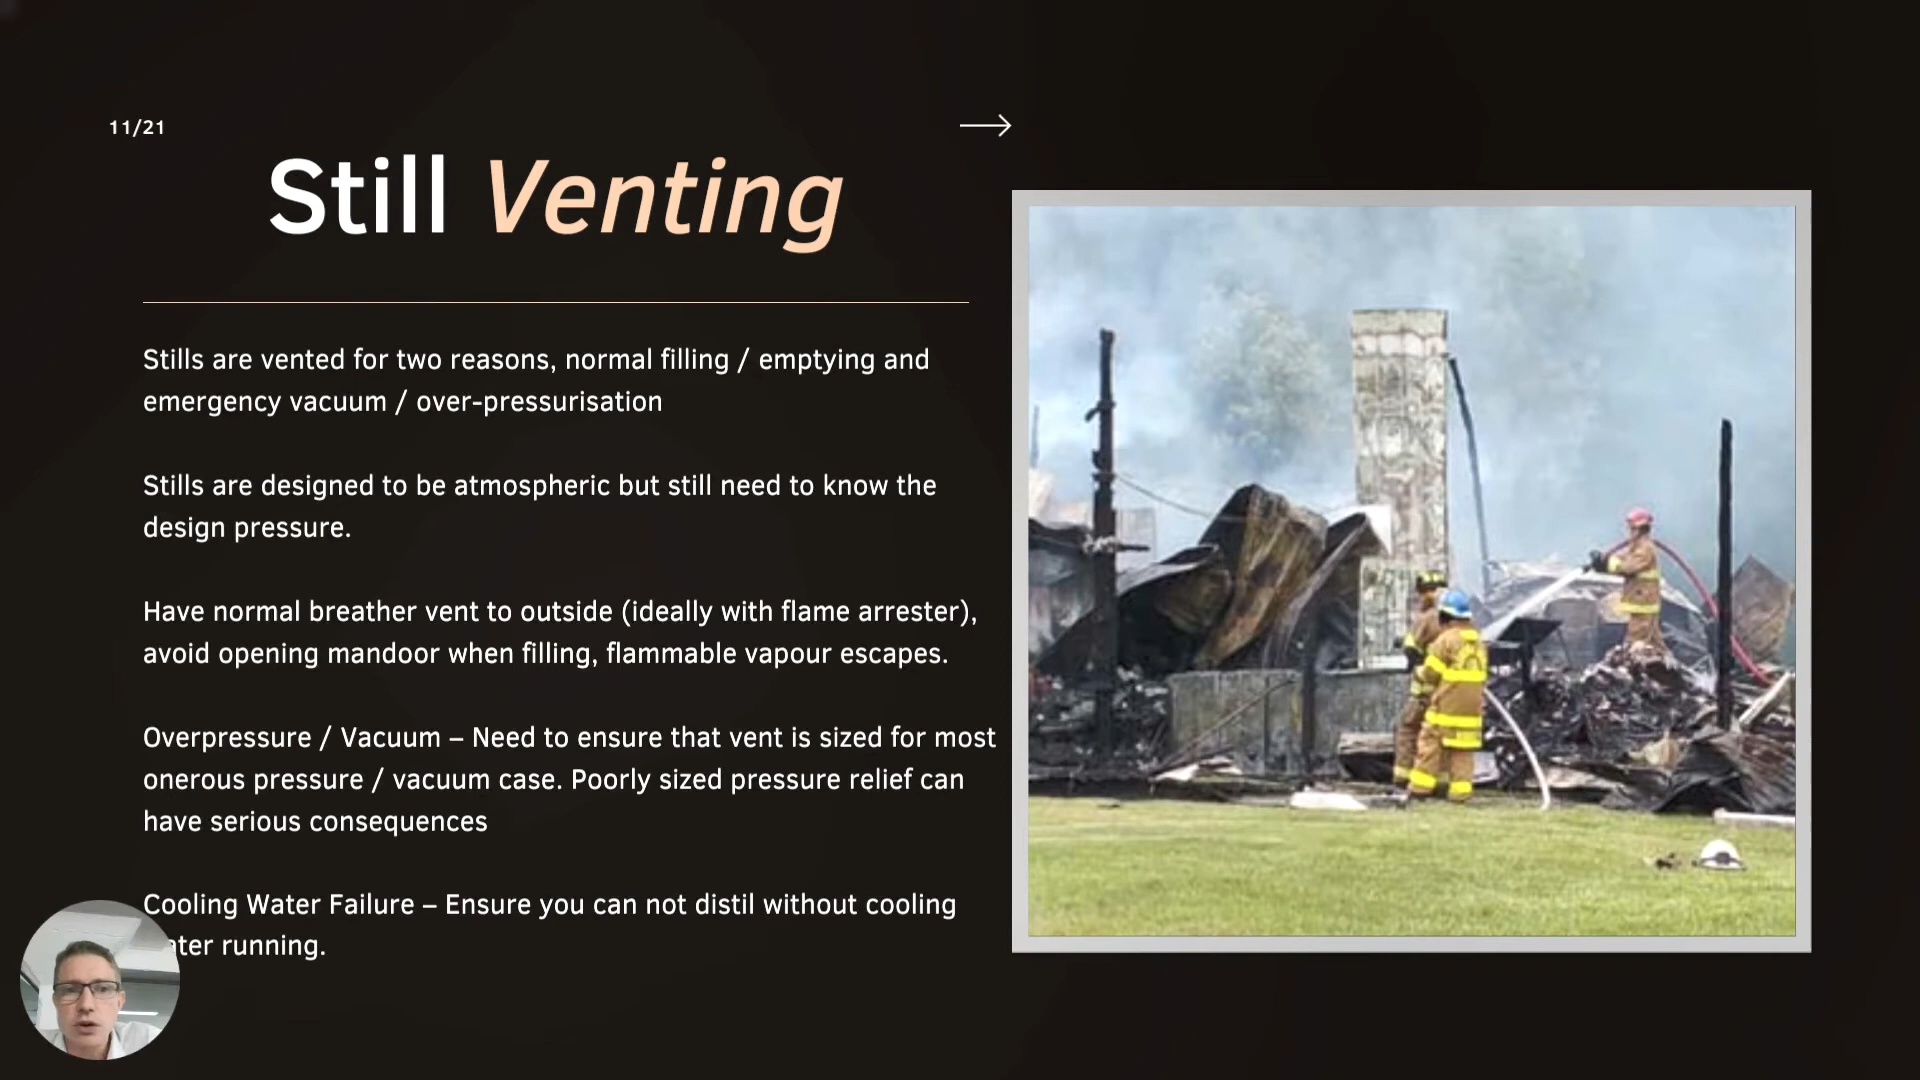 11/21
Still Venting
Stills are vented for two reasons, normal filling / emptying and
emergency vacuum / over-pressurisation
Stills are designed to be atmospheric but still need to know the
design pressure.
Have normal breather vent to outside (ideally with flame arrester),
avoid opening mandoor when filling, flammable vapour escapes.
Overpressure / Vacuum – Need to ensure that vent is sized for most
onerous pressure / vacuum case. Poorly sized pressure relief can
have serious consequences
Cooling Water Failure – Ensure you can not distil without cooling
ater running.